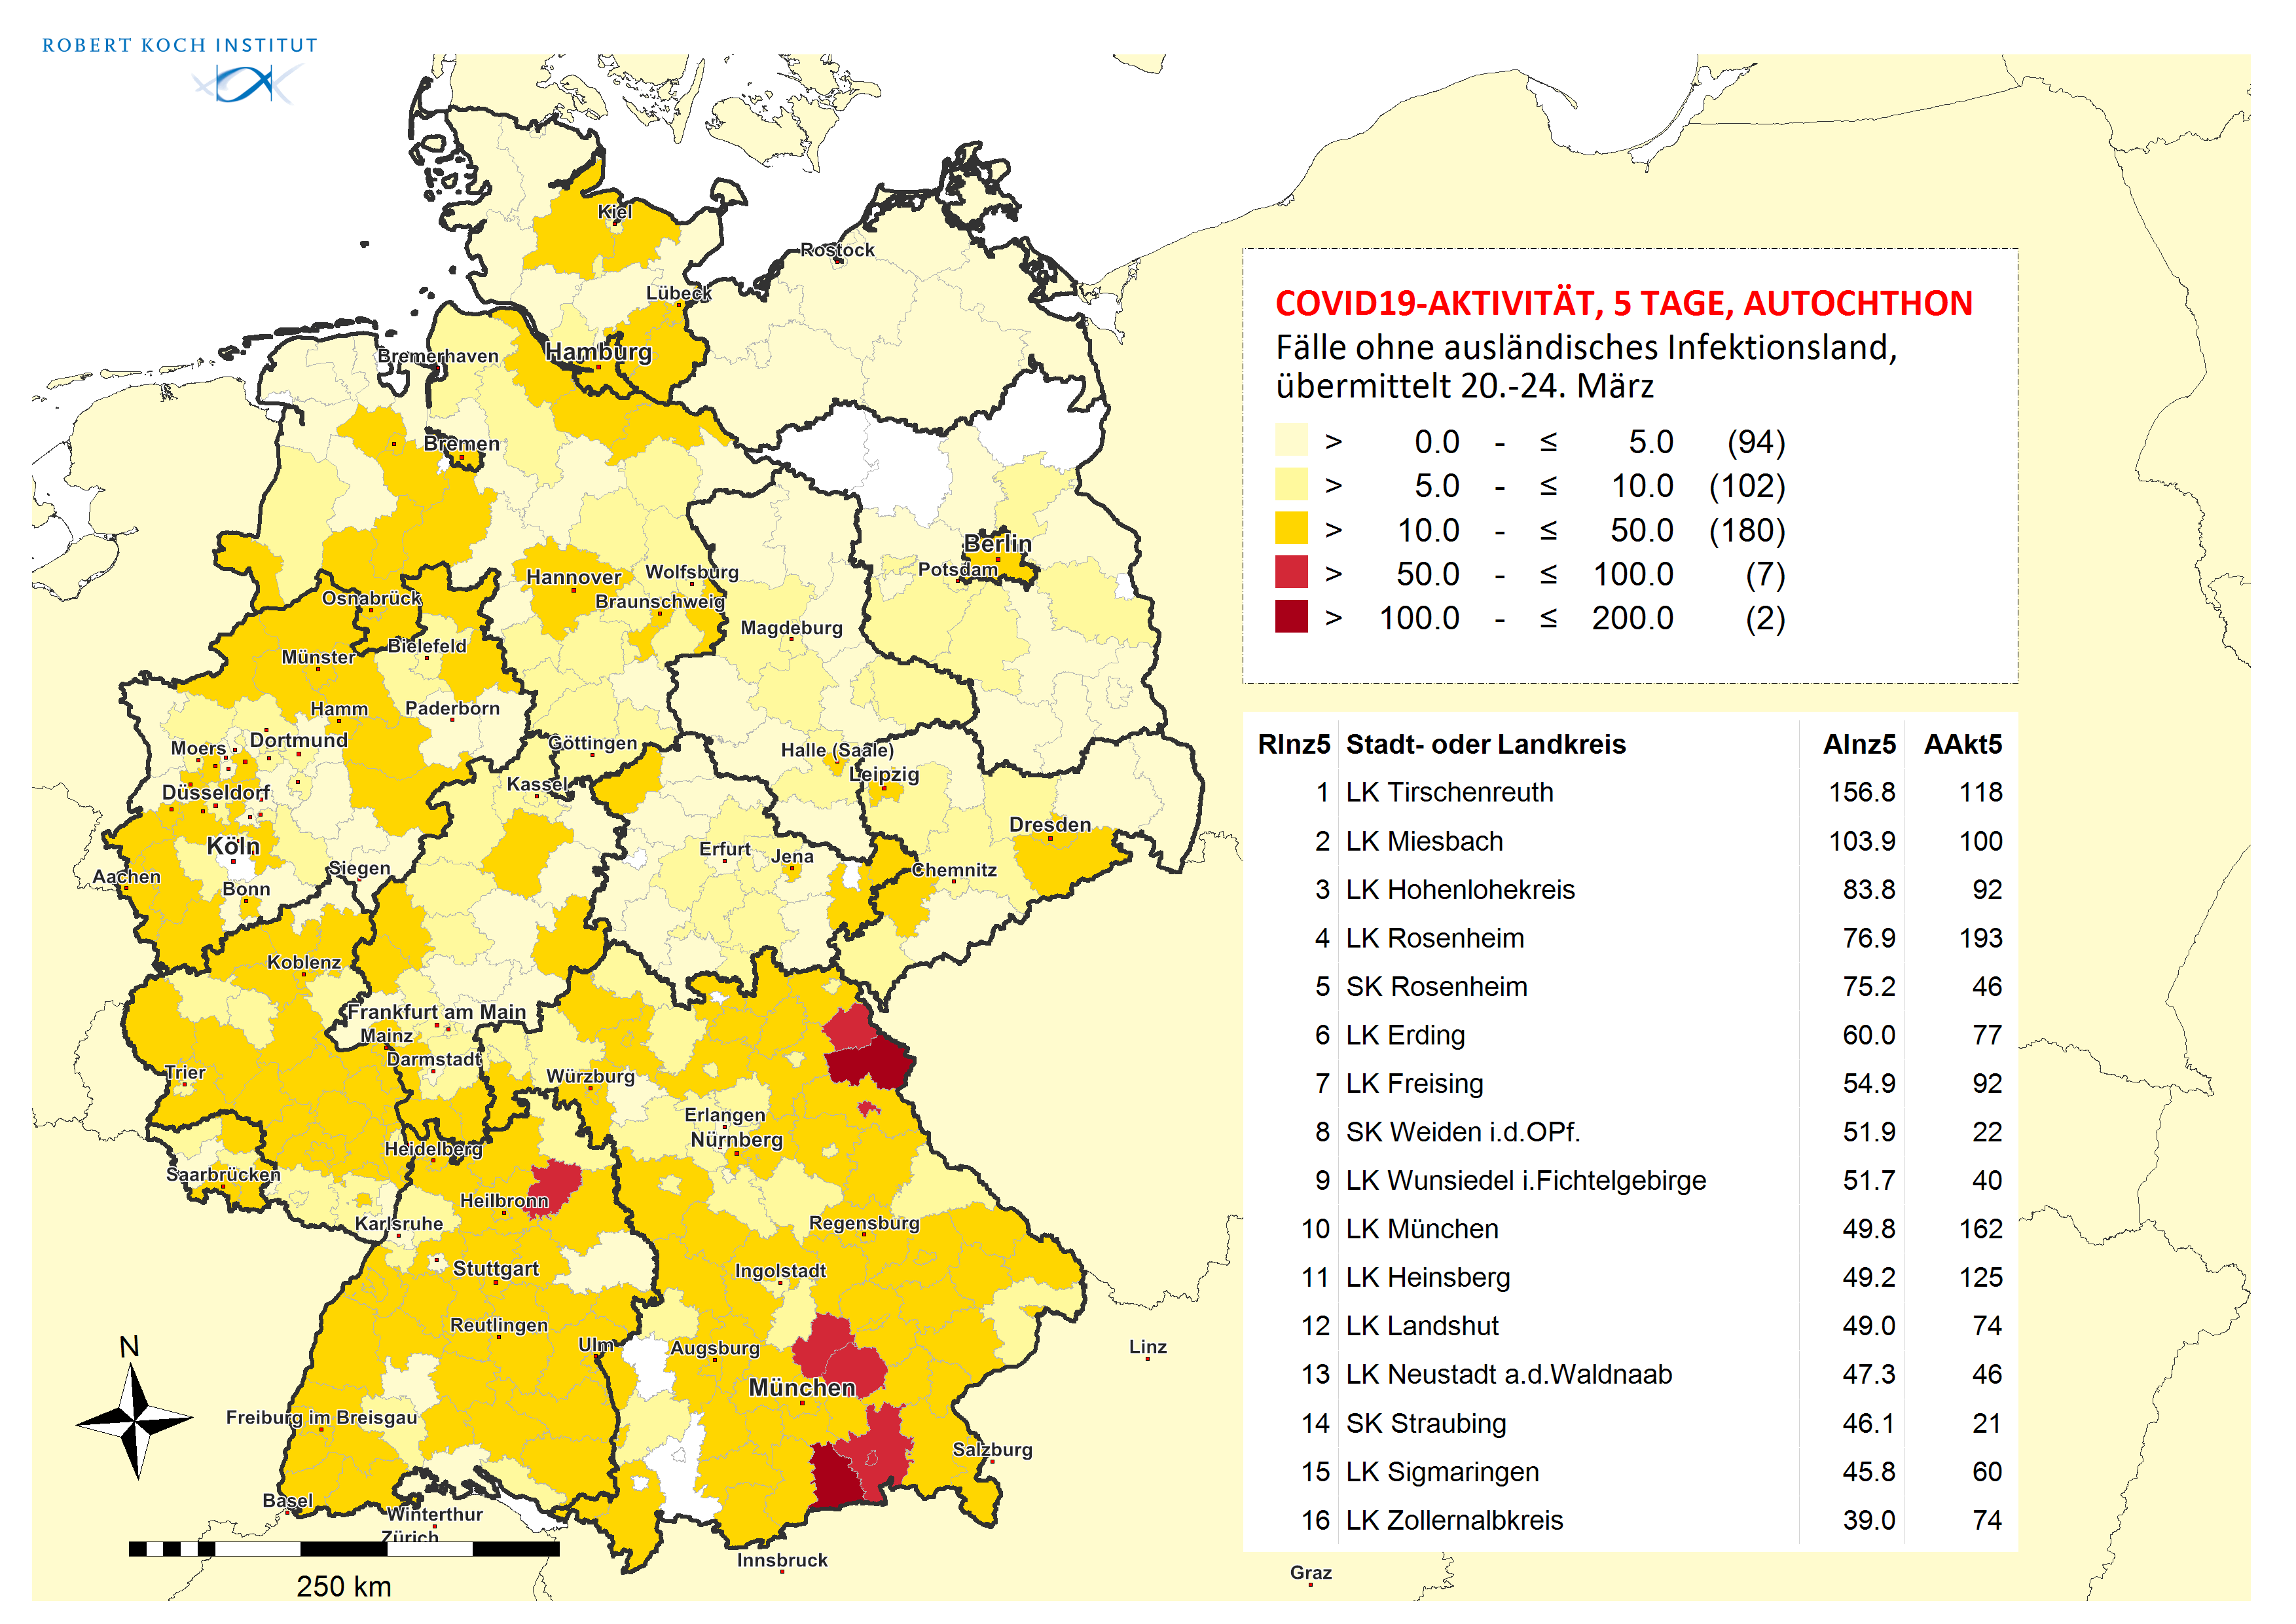 ROBERT KOCH INSTITUT
Kiel
Rostock
Lübeck
Hamburg
Bremerhaven
Bremen
Berlin
Potsdam
Hannover
Wolfsburg
Braunschweig
Osnabrück
Magdeburg
Bielefeld
Münster
Hamm
Paderborn
Moers
Dortmund
Göttingen
Halle (Saale)
Leipzig
Kassel
Düsseldorf
Dresden
Köln
Erfurt
Jena
Siegen
Chemnitz
Aachen
Bonn
Koblenz
Frankfurt am Main
Mainz
Darmstadt
Trier
Würzburg
Erlangen
Nürnberg
Heidelberg
Saarbrücken
Heilbronn
Karlsruhe
Regensburg
Stuttgart
Ingolstadt
Reutlingen
Ulm
Augsburg
Linz
München
Freiburg im Breisgau
Salzburg
Basel
Winterthur
Zürich
Innsbruck
Graz
N
250 km
COVID19-AKTIVITÄT, 5 TAGE, AUTOCHTHON
Fälle ohne ausländisches Infektionsland,
übermittelt 20.-24. März
> 0.0 - ≤ 5.0 (94)
> 5.0 - ≤ 10.0 (102)
> 10.0 - ≤ 50.0 (180)
> 50.0 - ≤ 100.0 (7)
> 100.0 - ≤ 200.0 (2)
RInz5 Stadt- oder Landkreis AInz5 AAkt5
1 LK Tirschenreuth 156.8 118
2 LK Miesbach 103.9 100
3 LK Hohenlohekreis 83.8 92
4 LK Rosenheim 76.9 193
5 SK Rosenheim 75.2 46
6 LK Erding 60.0 77
7 LK Freising 54.9 92
8 SK Weiden i.d.OPf. 51.9 22
9 LK Wunsiedel i.Fichtelgebirge 51.7 40
10 LK München 49.8 162
11 LK Heinsberg 49.2 125
12 LK Landshut 49.0 74
13 LK Neustadt a.d.Waldnaab 47.3 46
14 SK Straubing 46.1 21
15 LK Sigmaringen 45.8 60
16 LK Zollernalbkreis 39.0 74